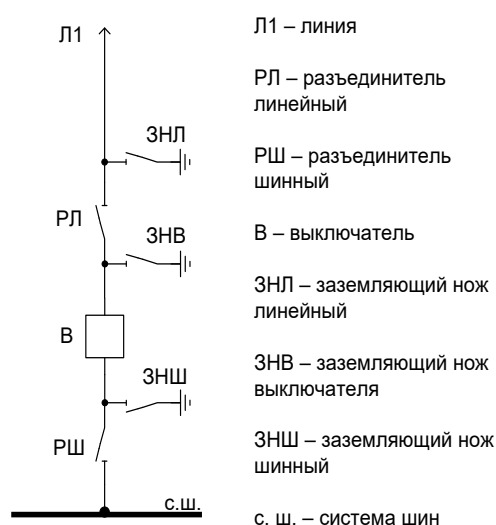 Л1
ЗНЛ
РЛ
ЗНВ
В
ЗНШ
РШ
с.ш.
Л1 – линия
РЛ – разъединитель
линейный
РШ – разъединитель
шинный
В – выключатель
ЗНЛ – заземляющий нож
линейный
ЗНВ – заземляющий нож
выключателя
ЗНШ – заземляющий нож
шинный
с. ш. – система шин